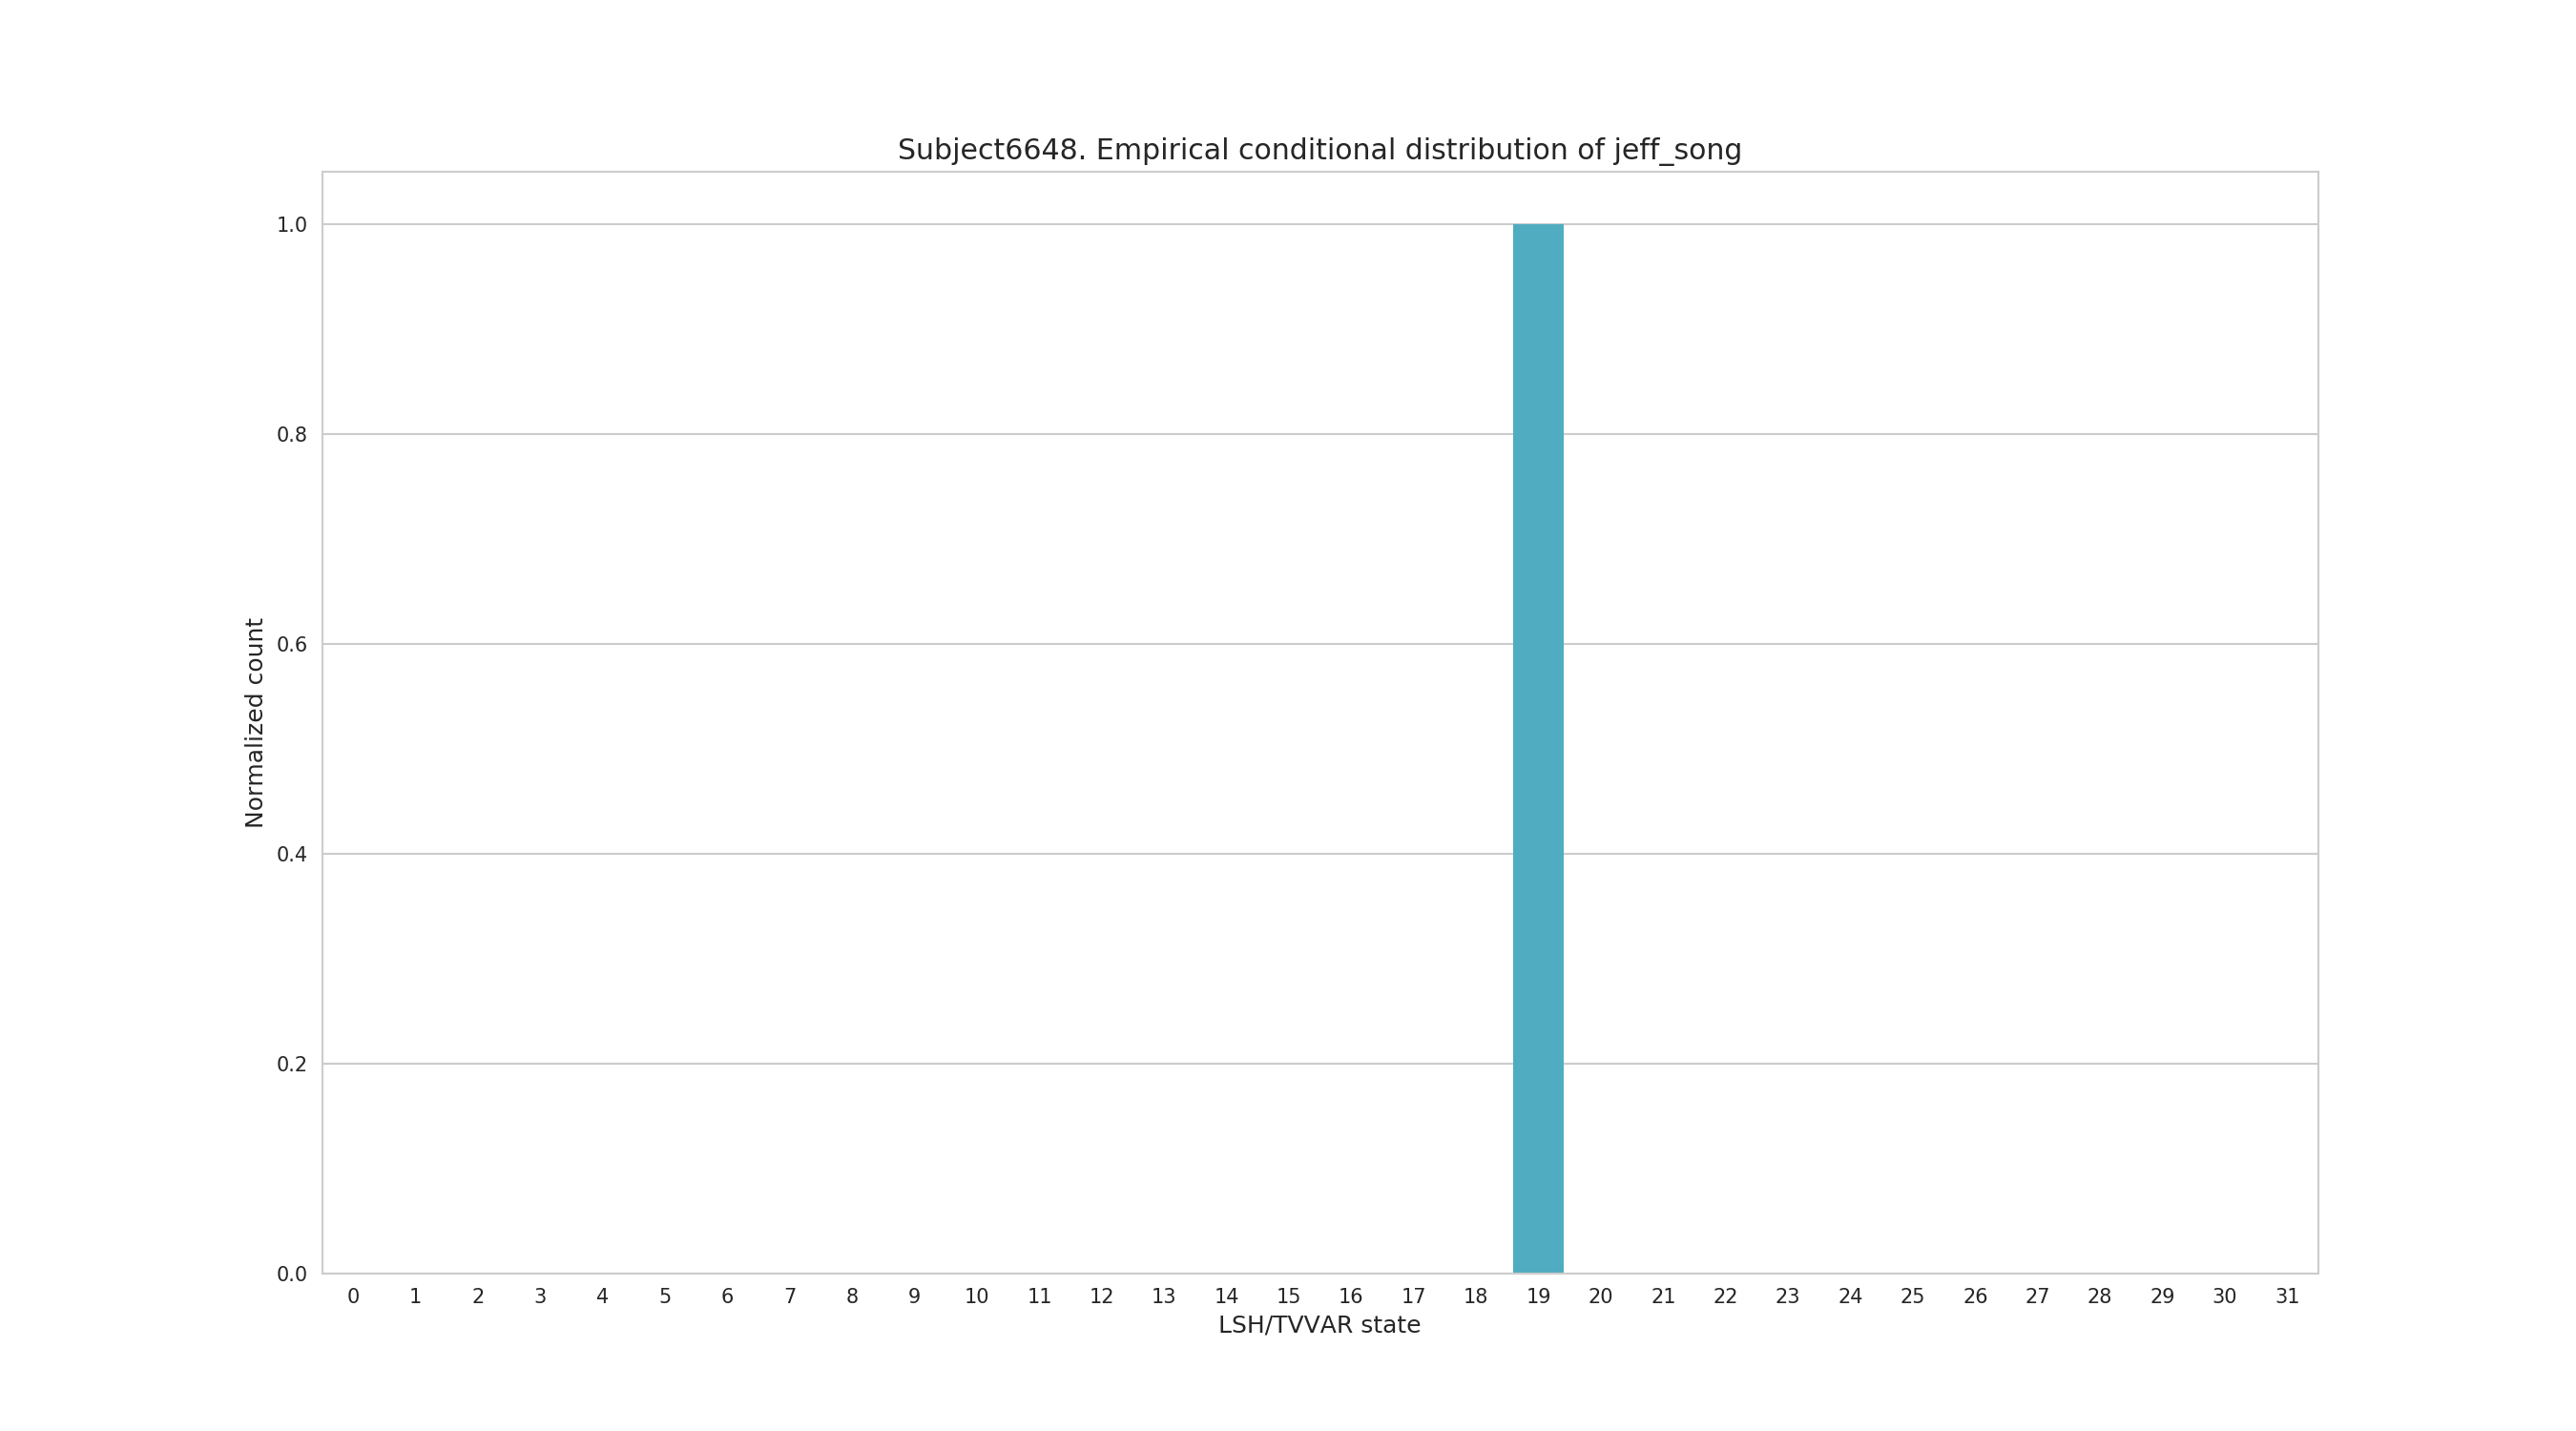 Subject6648. Empirical conditional distribution of jeff_song
1.0
0.8
0.6
0.4
0.2
0.0
Normalized count
0 1 2 3 4 5 6 7 8 9 10 11 12 13 14 15 16 17 18 19 20 21 22 23 24 25 26 27 28 29 30 31
LSH/TVVAR state